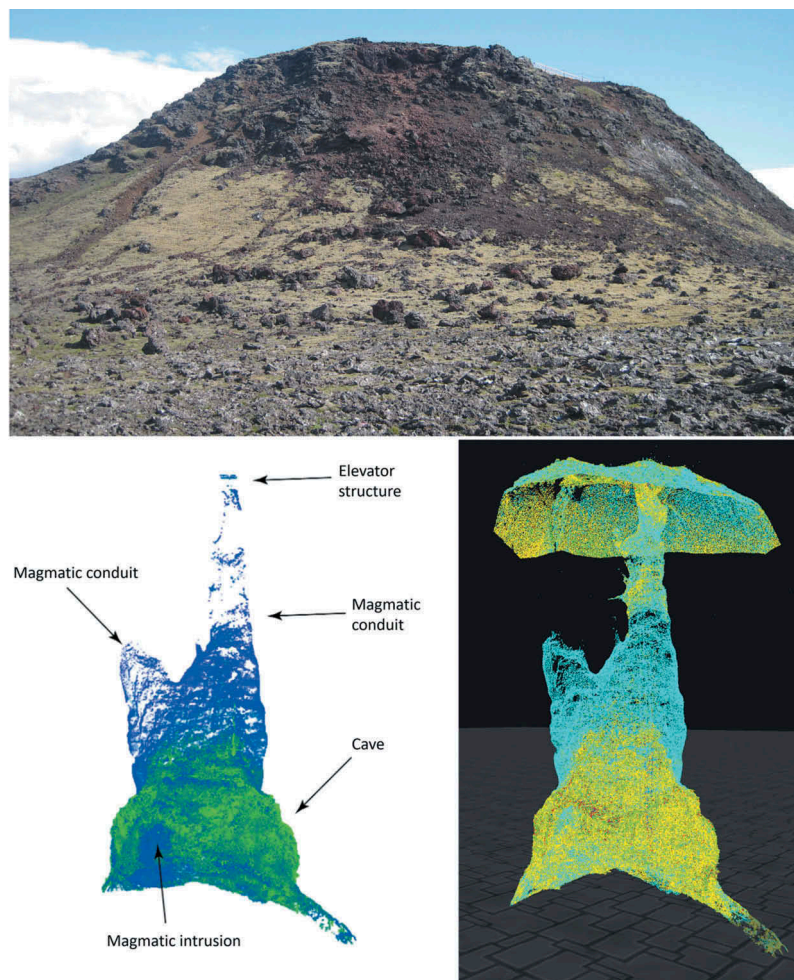 Elevator
structure
Magmatic conduit
Magmatic
conduit
Cave
Magmatic intrusion